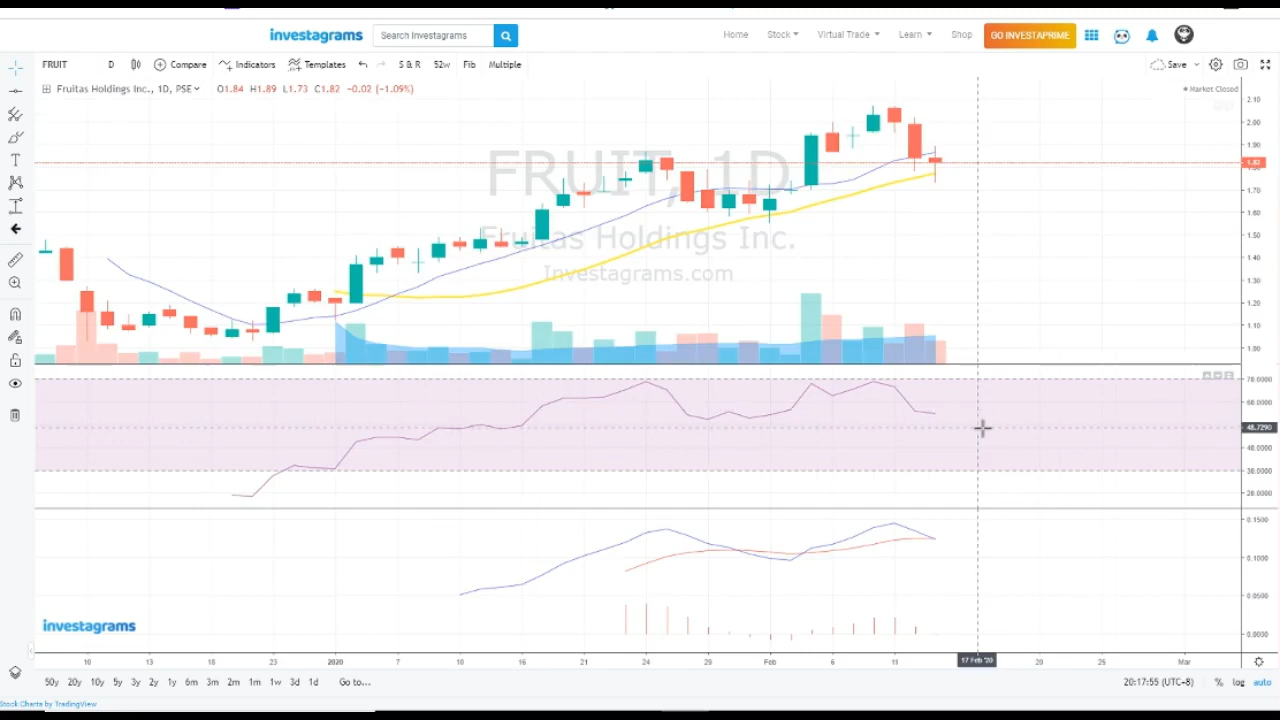 investagrams
Search Investagrams
Home Stock Virtual Trade Learn Shop GO INVESTAPRIME
FRUIT D Compare Indicators Templates S & R 52w Fib Multiple Save
Fruitas Holdings Inc., 1D, PSE O1.84 H1.89 L1.73 C1.82 −0.02 (−1.09%) Market Closed
FRUIT, 1D
Fruitas Holdings Inc.
Investagrams.com
2.10
2.00
1.90
1.82
1.70
1.60
1.50
1.40
1.30
1.20
1.10
1.00
70.0000
60.0000
48.7290
40.0000
30.0000
20.0000
0.1500
0.1000
0.0500
0.0000
investagrams
10 13 18 23 2020 7 10 16 21 24 29 Feb 6 11 17 Feb '20 20 25 Mar
50y 20y 10y 5y 3y 2y 1y 6m 3m 2m 1m 1w 3d 1d Go to... 20:17:55 (UTC+8) % log auto
Stock Charts by TradingView